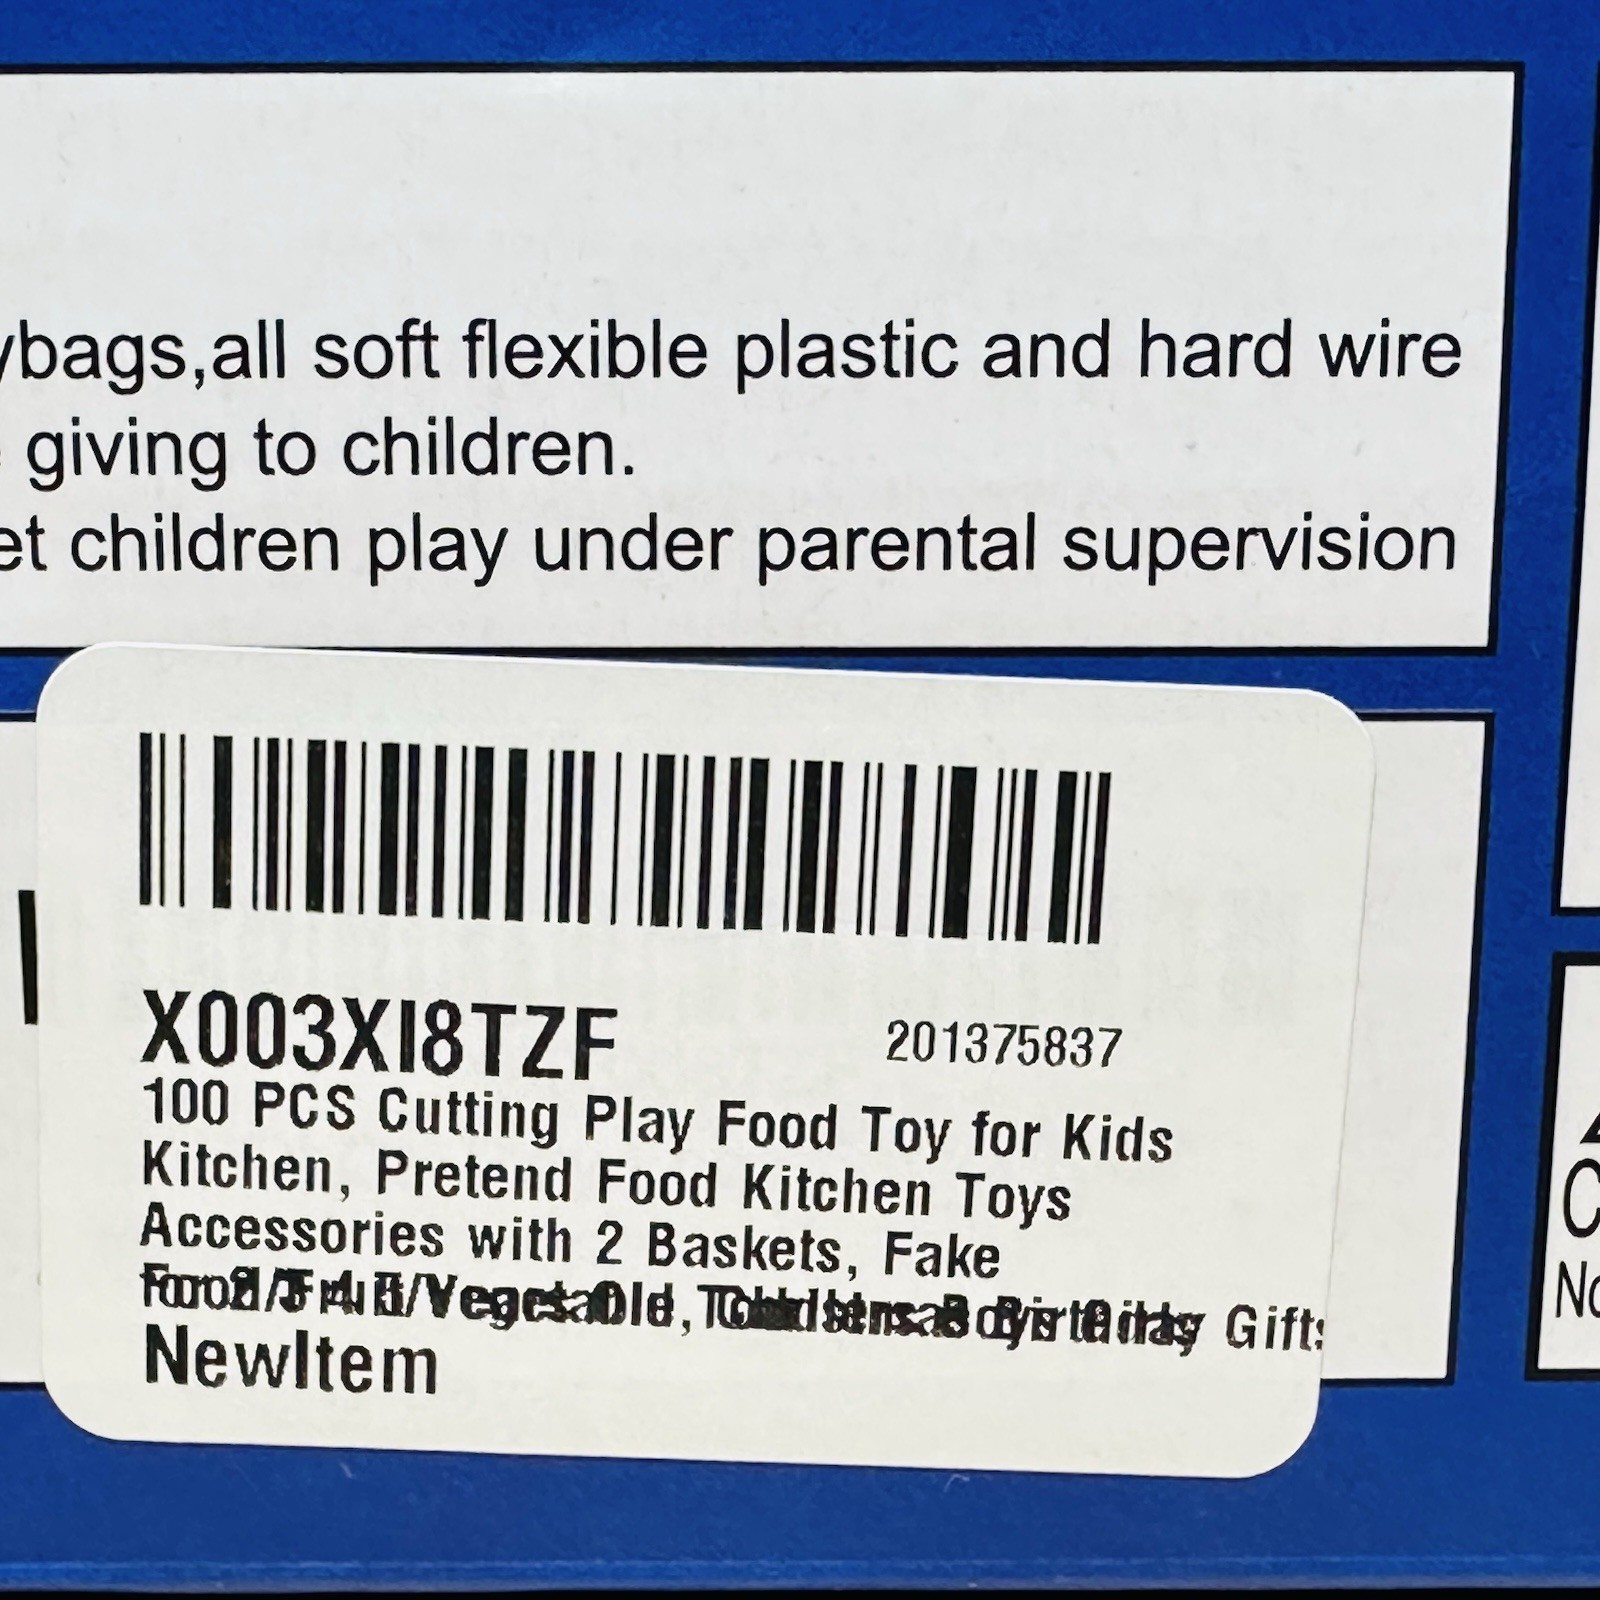 ybags,all soft flexible plastic and hard wire
giving to children.
et children play under parental supervision
X003XI8TZF
201375837
100 PCS Cutting Play Food Toy for Kids
Kitchen, Pretend Food Kitchen Toys
Accessories with 2 Baskets, Fake
Gift
NewItem
C
No